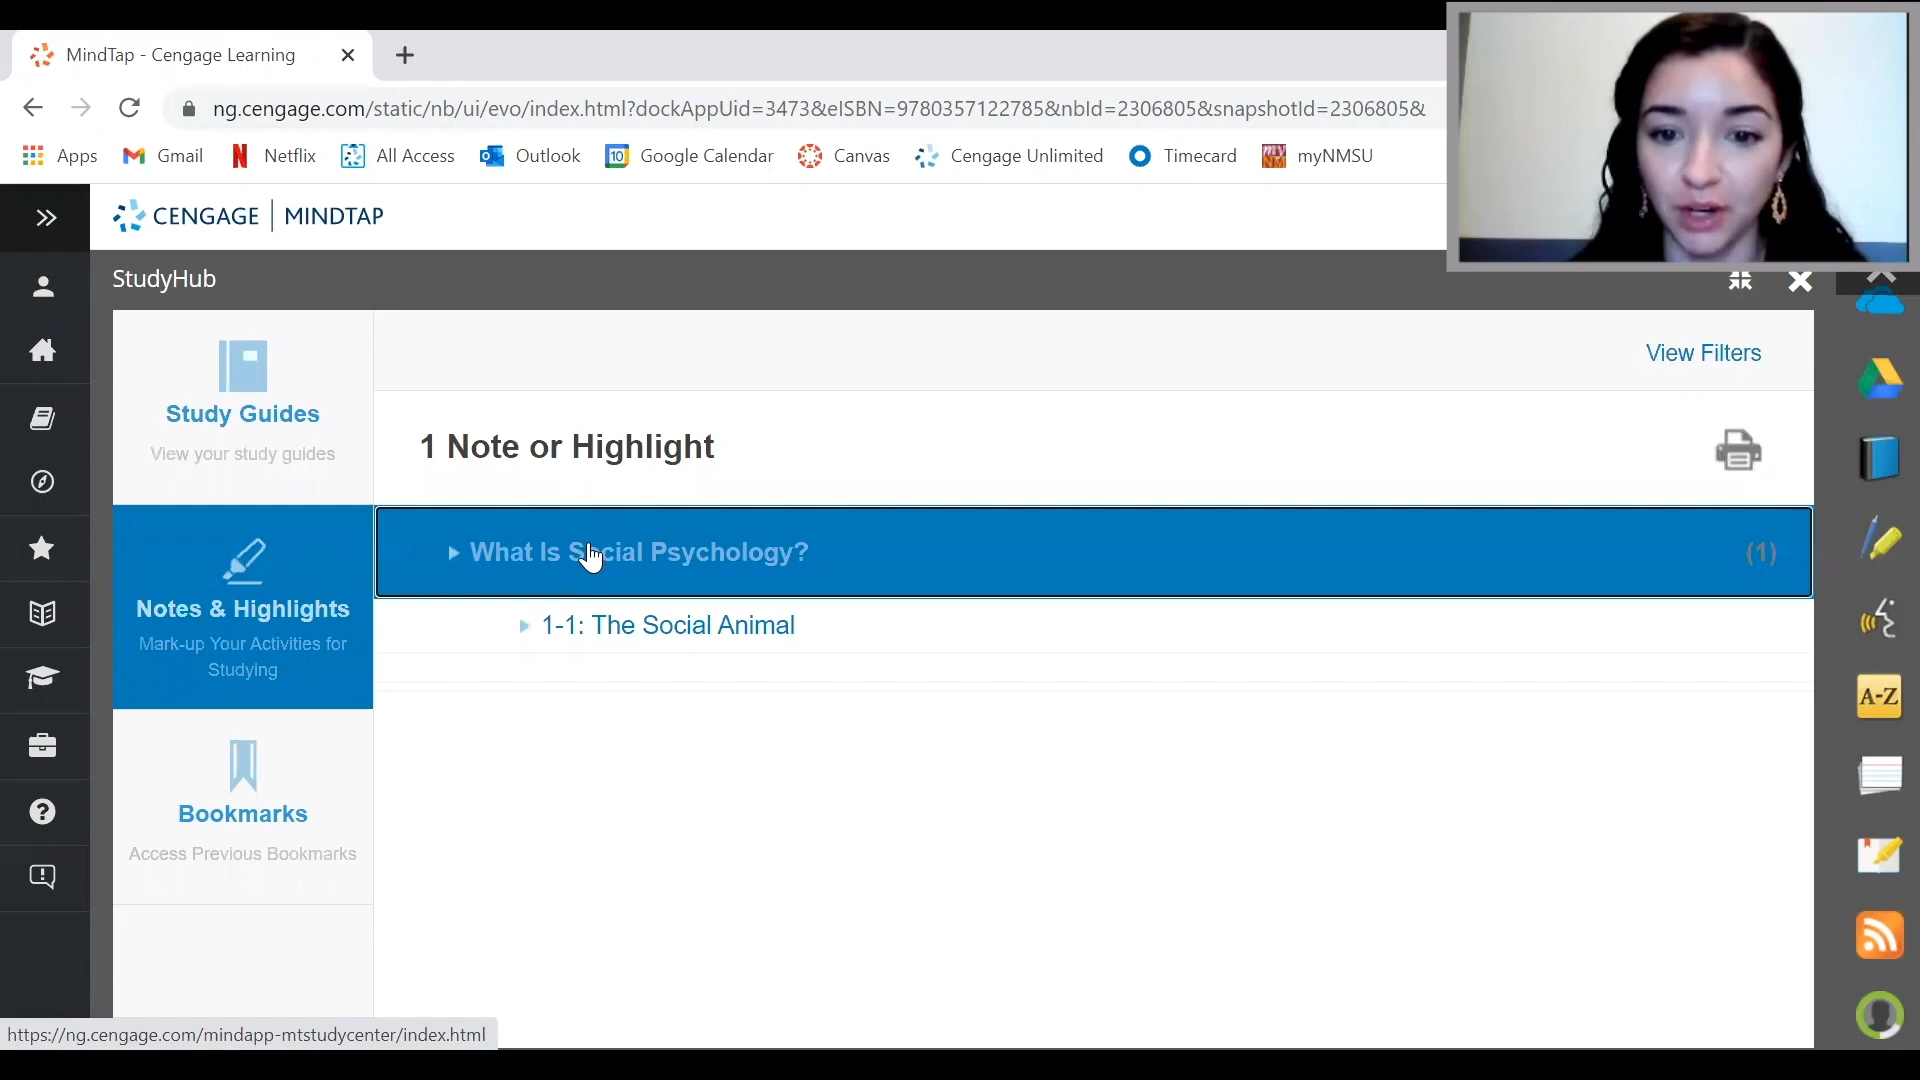 MindTap - Cengage Learning
ng.cengage.com/static/nb/ui/evo/index.html?dockAppUid=3473&eISBN=9780357122785&nbId=2306805&snapshotId=2306805&
Apps Gmail Netflix All Access Outlook 10 Google Calendar Canvas Cengage Unlimited Timecard myNMSU
CENGAGE | MINDTAP
StudyHub
View Filters
Study Guides
View your study guides
1 Note or Highlight
What Is Social Psychology? (1)
1-1: The Social Animal
Notes & Highlights
Mark-up Your Activities for
Studying
A-Z
Bookmarks
Access Previous Bookmarks
https://ng.cengage.com/mindapp-mtstudycenter/index.html